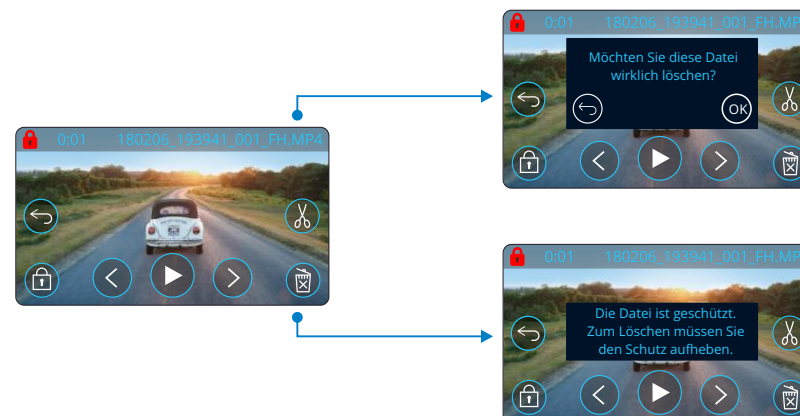 0:01 180206_193941_001_FH.MP4
0:01 180206_193941_001_FH.MP
Möchten Sie diese Datei
wirklich löschen?
OK
0:01 180206_193941_001_FH.MP
Die Datei ist geschützt.
Zum Löschen müssen Sie
den Schutz aufheben.